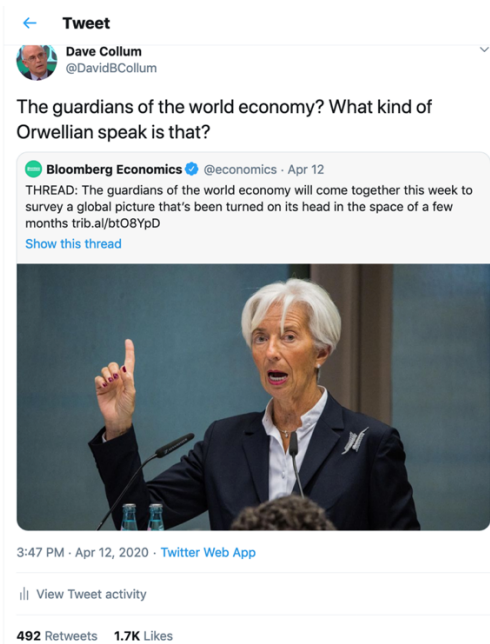 Tweet
Dave Collum
@DavidBCollum
The guardians of the world economy? What kind of
Orwellian speak is that?
Bloomberg Economics @economics · Apr 12
THREAD: The guardians of the world economy will come together this week to
survey a global picture that's been turned on its head in the space of a few
months trib.al/btO8YpD
Show this thread
3:47 PM · Apr 12, 2020 · Twitter Web App
View Tweet activity
492 Retweets 1.7K Likes